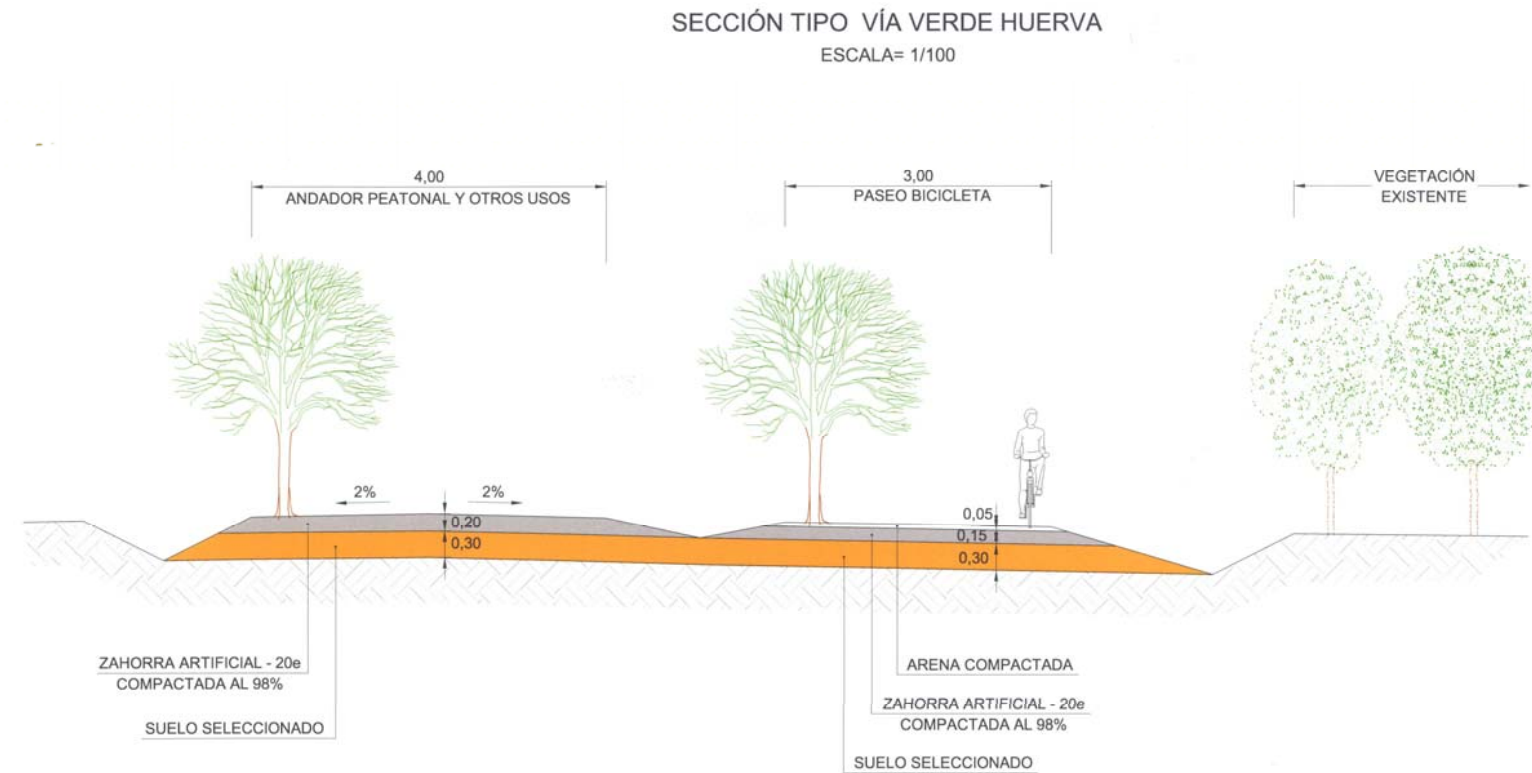 SECCIÓN TIPO VÍA VERDE HUERVA
ESCALA= 1/100
4,00
ANDADOR PEATONAL Y OTROS USOS
3,00
PASEO BICICLETA
VEGETACIÓN
EXISTENTE
2%
2%
0,20
0,30
0,05
0,15
0,30
ZAHORRA ARTIFICIAL - 20e
COMPACTADA AL 98%
SUELO SELECCIONADO
ARENA COMPACTADA
ZAHORRA ARTIFICIAL - 20e
COMPACTADA AL 98%
SUELO SELECCIONADO